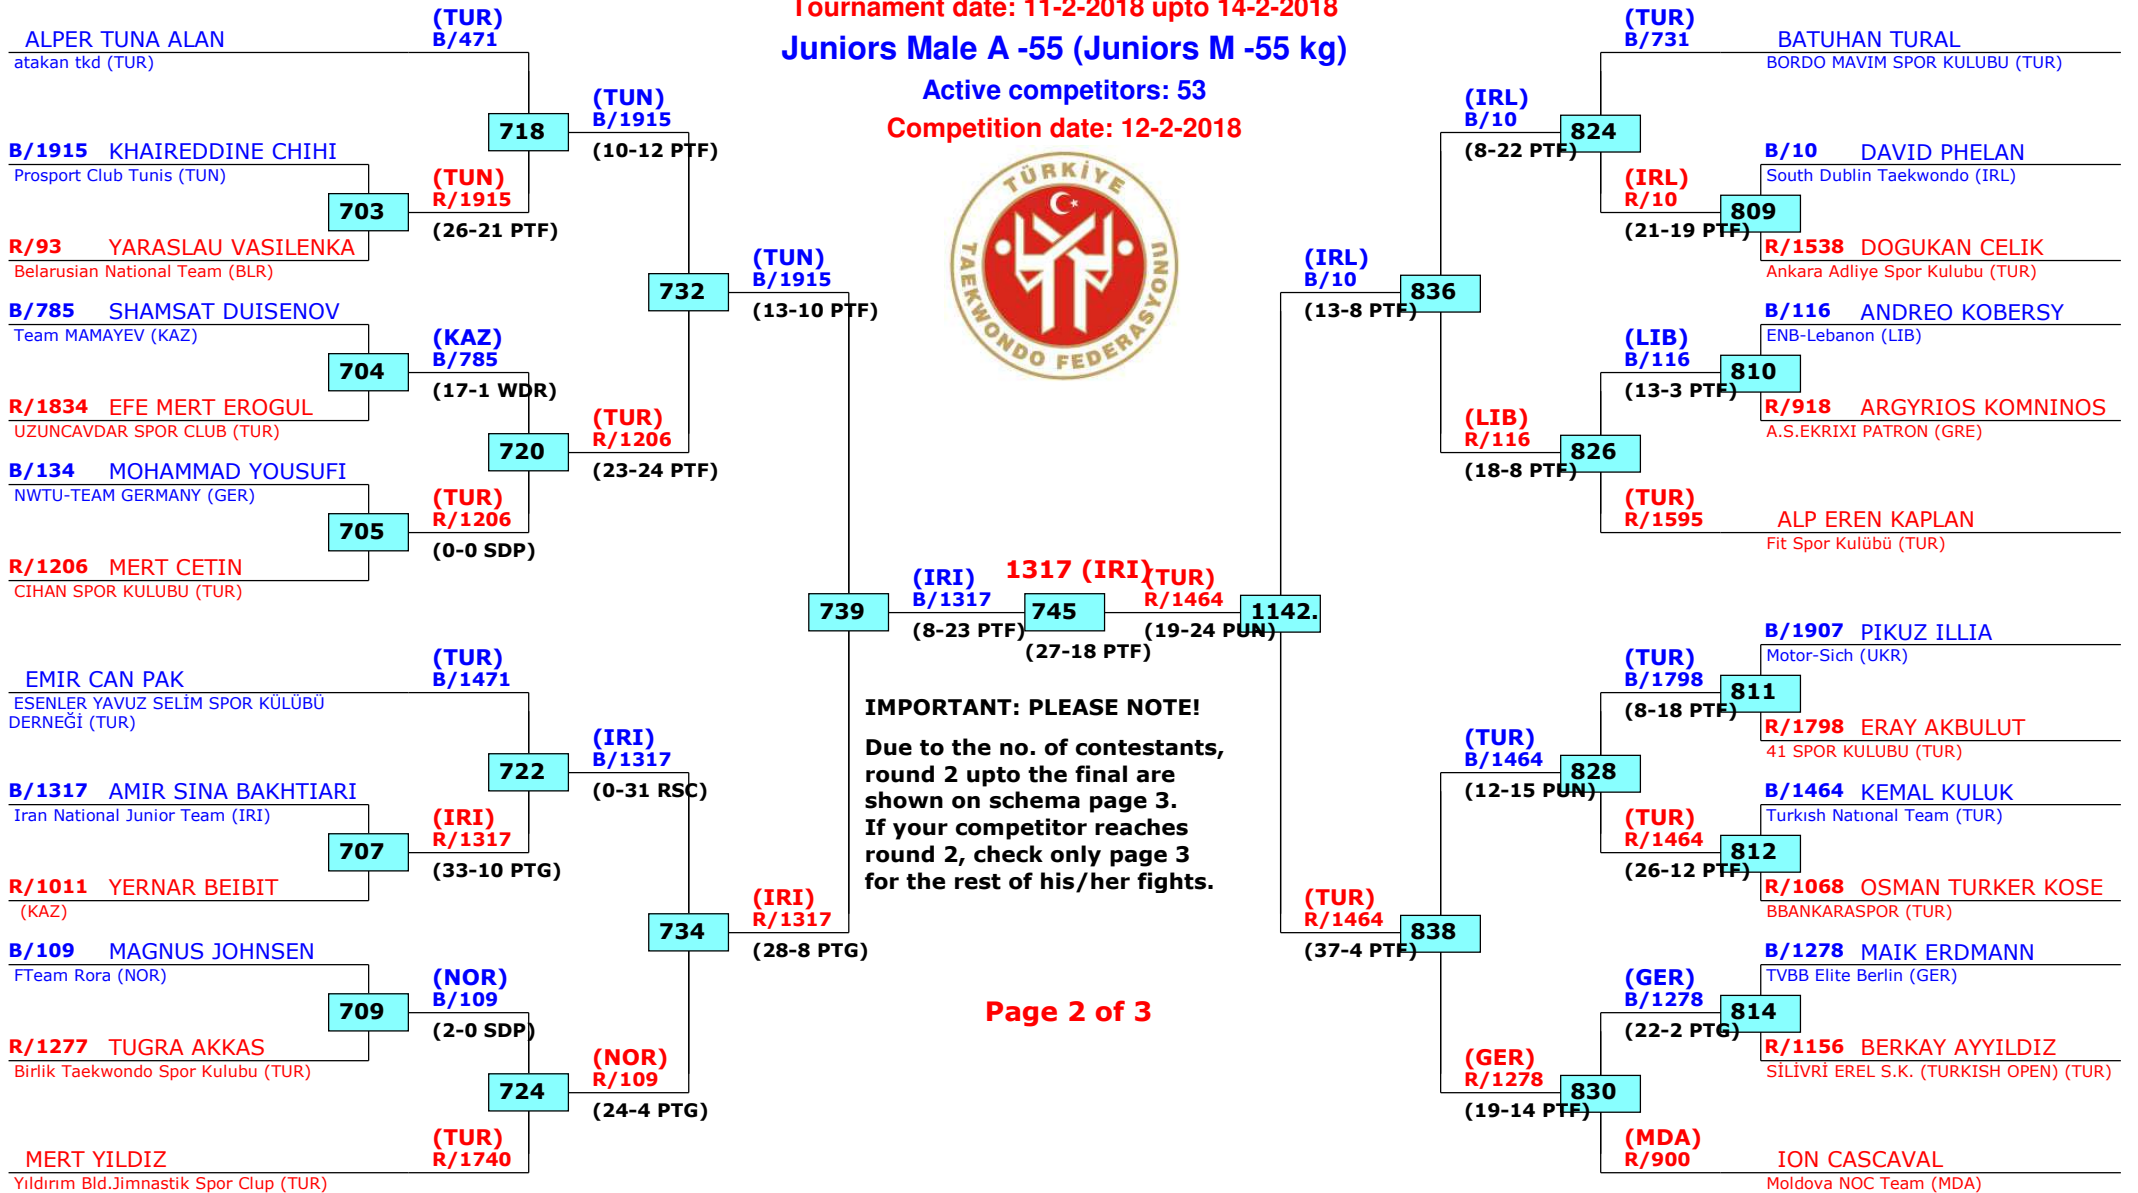 Tournament date: 11-2-2018 upto 14-2-2018
Juniors Male A -55 (Juniors M -55 kg)
Active competitors: 53
Competition date: 12-2-2018
TÜRKİYE
TAEKWONDO FEDERASYONU
ALPER TUNA ALAN
atakan tkd (TUR)
(TUR)
B/471
B/1915 KHAIREDDINE CHIHI
Prosport Club Tunis (TUN)
R/93 YARASLAU VASILENKA
Belarusian National Team (BLR)
703
(TUN)
R/1915
(26-21 PTF)
718
(TUN)
B/1915
(10-12 PTF)
B/785 SHAMSAT DUISENOV
Team MAMAYEV (KAZ)
R/1834 EFE MERT EROGUL
UZUNCAVDAR SPOR CLUB (TUR)
704
(KAZ)
B/785
(17-1 WDR)
B/134 MOHAMMAD YOUSUFI
NWTU-TEAM GERMANY (GER)
R/1206 MERT CETIN
CIHAN SPOR KULUBU (TUR)
705
(TUR)
R/1206
(0-0 SDP)
720
(TUR)
R/1206
(23-24 PTF)
732
(TUN)
B/1915
(13-10 PTF)
EMIR CAN PAK
ESENLER YAVUZ SELİM SPOR KÜLÜBÜ
DERNEĞİ (TUR)
(TUR)
B/1471
B/1317 AMIR SINA BAKHTIARI
Iran National Junior Team (IRI)
R/1011 YERNAR BEIBIT
(KAZ)
707
(IRI)
R/1317
(33-10 PTG)
722
(IRI)
B/1317
(0-31 RSC)
B/109 MAGNUS JOHNSEN
FTeam Rora (NOR)
R/1277 TUGRA AKKAS
Birlik Taekwondo Spor Kulubu (TUR)
709
(NOR)
B/109
(2-0 SDP)
MERT YILDIZ
Yıldırım Bld.Jimnastik Spor Clup (TUR)
(TUR)
R/1740
724
(NOR)
R/109
(24-4 PTG)
734
(IRI)
R/1317
(28-8 PTG)
739
(IRI)
B/1317
(8-23 PTF)
1317 (IRI)
745
(27-18 PTF)
(TUR)
R/1464
(19-24 PUN)
1142.
IMPORTANT: PLEASE NOTE!
Due to the no. of contestants,
round 2 upto the final are
shown on schema page 3.
If your competitor reaches
round 2, check only page 3
for the rest of his/her fights.
Page 2 of 3
(TUR)
B/731
BATUHAN TURAL
BORDO MAVIM SPOR KULUBU (TUR)
B/10 DAVID PHELAN
South Dublin Taekwondo (IRL)
R/1538 DOGUKAN CELIK
Ankara Adliye Spor Kulubu (TUR)
809
(IRL)
R/10
(21-19 PTF)
824
(IRL)
B/10
(8-22 PTF)
B/116 ANDREO KOBERSY
ENB-Lebanon (LIB)
R/918 ARGYRIOS KOMNINOS
A.S.EKRIXI PATRON (GRE)
810
(LIB)
B/116
(13-3 PTF)
(TUR)
R/1595
ALP EREN KAPLAN
Fit Spor Kulübü (TUR)
826
(LIB)
R/116
(18-8 PTF)
836
(IRL)
B/10
(13-8 PTF)
B/1907 PIKUZ ILLIA
Motor-Sich (UKR)
R/1798 ERAY AKBULUT
41 SPOR KULUBU (TUR)
811
(TUR)
B/1798
(8-18 PTF)
B/1464 KEMAL KULUK
Turkısh Natıonal Team (TUR)
R/1068 OSMAN TURKER KOSE
BBANKARASPOR (TUR)
812
(TUR)
R/1464
(26-12 PTF)
828
(TUR)
B/1464
(12-15 PUN)
B/1278 MAIK ERDMANN
TVBB Elite Berlin (GER)
R/1156 BERKAY AYYILDIZ
SİLİVRİ EREL S.K. (TURKISH OPEN) (TUR)
814
(GER)
B/1278
(22-2 PTG)
(MDA)
R/900
ION CASCAVAL
Moldova NOC Team (MDA)
830
(GER)
R/1278
(19-14 PTF)
838
(TUR)
R/1464
(37-4 PTF)